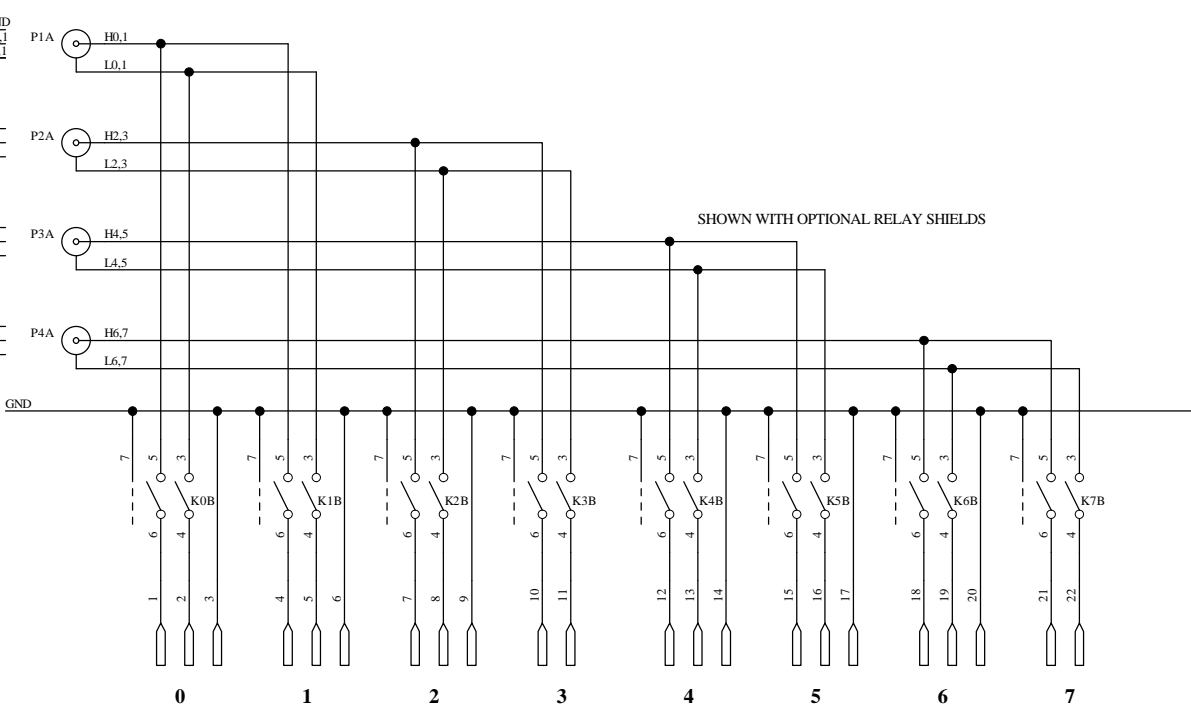 ND
P1A H0,1
,1
,1
L0,1
P2A H2,3
L2,3
SHOWN WITH OPTIONAL RELAY SHIELDS
P3A H4,5
L4,5
P4A H6,7
L6,7
GND
7 5 3 7 5 3 7 5 3 7 5 3 7 5 3 7 5 3 7 5 3 7 5 3
K0B K1B K2B K3B K4B K5B K6B K7B
6 4 6 4 6 4 6 4 6 4 6 4 6 4 6 4
1 2 3 4 5 6 7 8 9 10 11 12 13 14 15 16 17 18 19 20 21 22
0 1 2 3 4 5 6 7